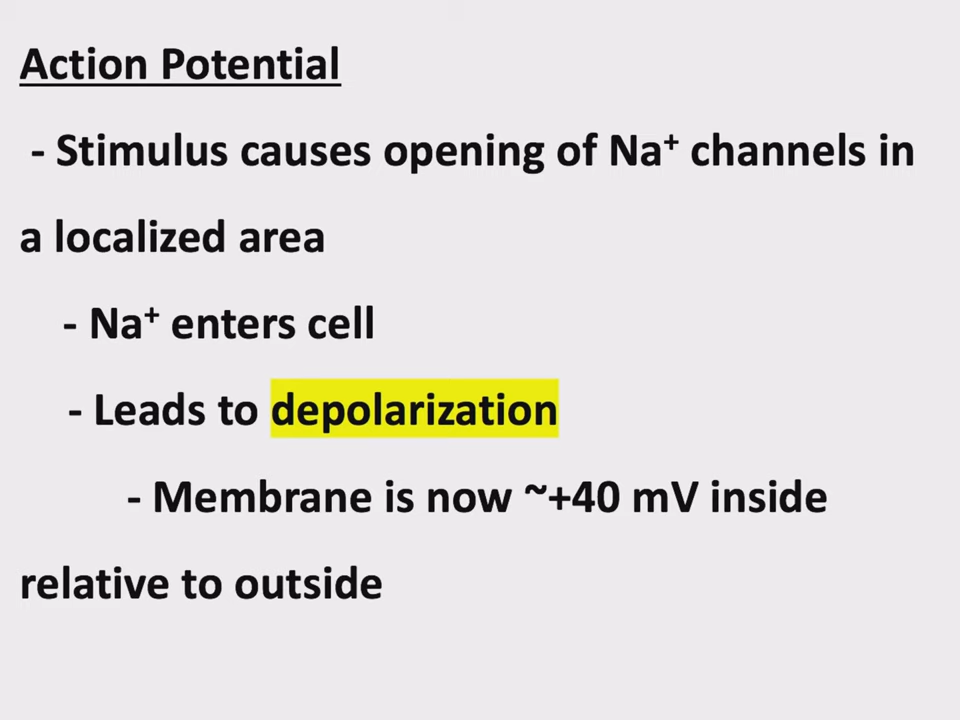 Action Potential
- Stimulus causes opening of Na⁺ channels in
a localized area
- Na⁺ enters cell
- Leads to depolarization
- Membrane is now ~+40 mV inside
relative to outside